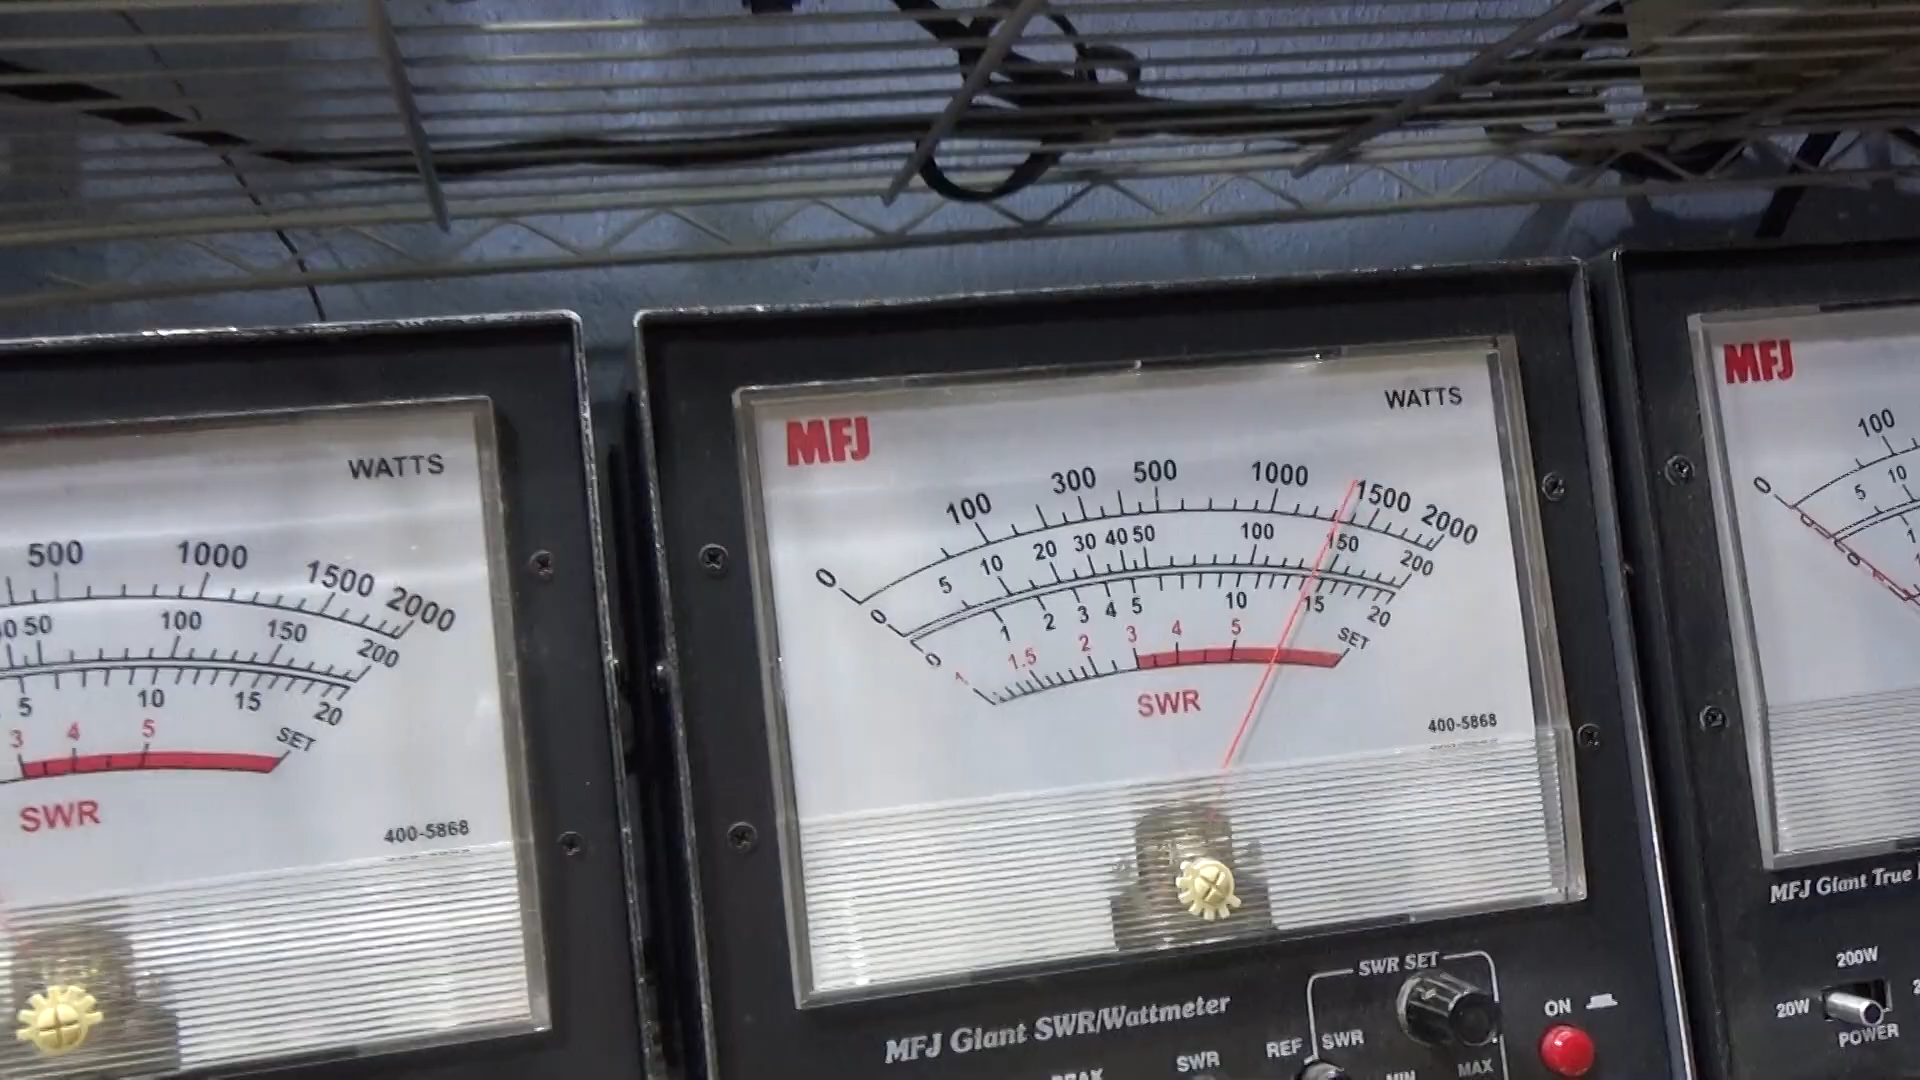 WATTS
500 1000 1500 2000
50 100 150 200
5 10 15 20
3 4 5 SET
SWR
400-5868
MFJ
WATTS
0 100 300 500 1000 1500 2000
0 5 10 20 30 40 50 100 150 200
0 1 2 3 4 5 10 15 20
1 1.5 2 3 4 5 SET
SWR
400-5868
MFJ Giant SWR/Wattmeter
SWR SET
REF SWR
SWR
MIN MAX
ON
MFJ
0 100
0 5 10
1
MFJ Giant True
200W
20W
POWER